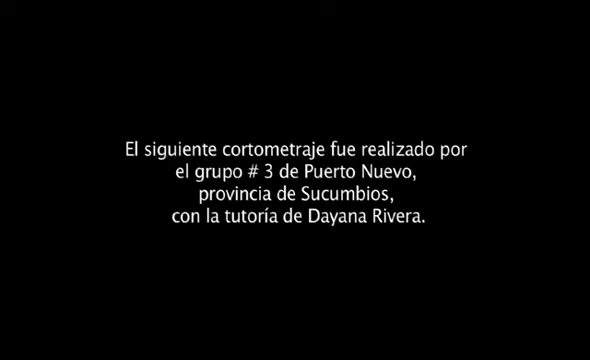 El siguiente cortometraje fue realizado por
el grupo # 3 de Puerto Nuevo,
provincia de Sucumbios,
con la tutoría de Dayana Rivera.